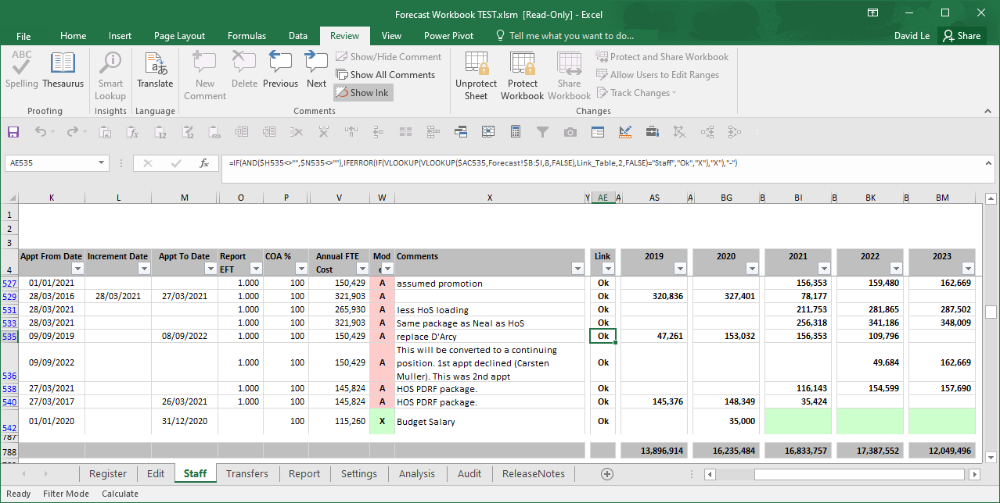 Forecast Workbook TEST.xlsm [Read-Only] - Excel
File Home Insert Page Layout Formulas Data Review View Power Pivot Tell me what you want to do... David Le Share
ABC
Spelling Thesaurus Smart Lookup Translate New Comment Delete Previous Next Show/Hide Comment Show All Comments Show Ink Unprotect Sheet Protect Workbook Share Workbook Protect and Share Workbook Allow Users to Edit Ranges Track Changes
Proofing Insights Language Comments Changes
AE535 fx =IF(AND($H535<>"",$N535<>""),IFERROR(IF(VLOOKUP(VLOOKUP($AC535,Forecast!$B:$I,8,FALSE),Link_Table,2,FALSE)="Staff","Ok","X"),"X"),"-")
K L M O P V W X Y AE A AS A BG B BI B BK B BM
1
2
3
4 Appt From Date Increment Date Appt To Date Report EFT COA % Annual FTE Cost Mode Comments Link 2019 2020 2021 2022 2023
527 01/01/2021 1.000 100 150,429 A assumed promotion Ok 156,353 159,480 162,669
529 28/03/2016 28/03/2021 27/03/2021 1.000 100 321,903 A Ok 320,836 327,401 78,177
531 28/03/2021 1.000 100 265,930 A less HoS loading Ok 211,753 281,865 287,502
533 28/03/2021 1.000 100 321,903 A Same package as Neal as HoS Ok 256,318 341,186 348,009
535 09/09/2019 08/09/2022 1.000 100 150,429 A replace D'Arcy Ok 47,261 153,032 156,353 109,796
536 09/09/2022 1.000 100 150,429 A This will be converted to a continuing position. 1st appt declined (Carsten Muller). This was 2nd appt Ok 49,684 162,669
538 27/03/2021 1.000 100 145,824 A HOS PDRF package. Ok 116,143 154,599 157,690
540 27/03/2017 26/03/2021 1.000 100 145,824 A HOS PDRF package. Ok 145,376 148,349 35,424
542 01/01/2020 31/12/2020 100 115,260 X Budget Salary Ok 35,000
787
788 13,896,914 16,235,484 16,833,757 17,387,552 12,049,496
Register Edit Staff Transfers Report Settings Analysis Audit ReleaseNotes
Ready Filter Mode Calculate